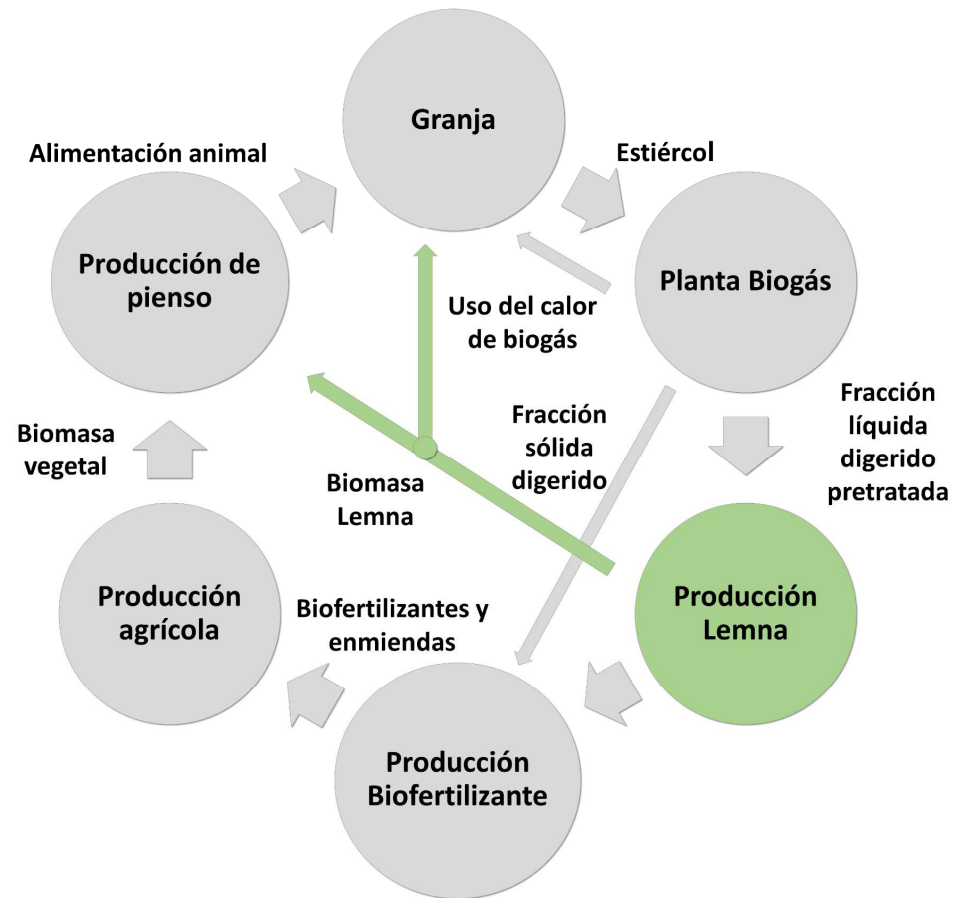 Granja
Alimentación animal
Estiércol
Producción de
pienso
Planta Biogás
Uso del calor
de biogás
Fracción
líquida
digerido
pretratada
Fracción
sólida
digerido
Biomasa
vegetal
Biomasa
Lemna
Producción
agrícola
Producción
Lemna
Biofertilizantes y
enmiendas
Producción
Biofertilizante